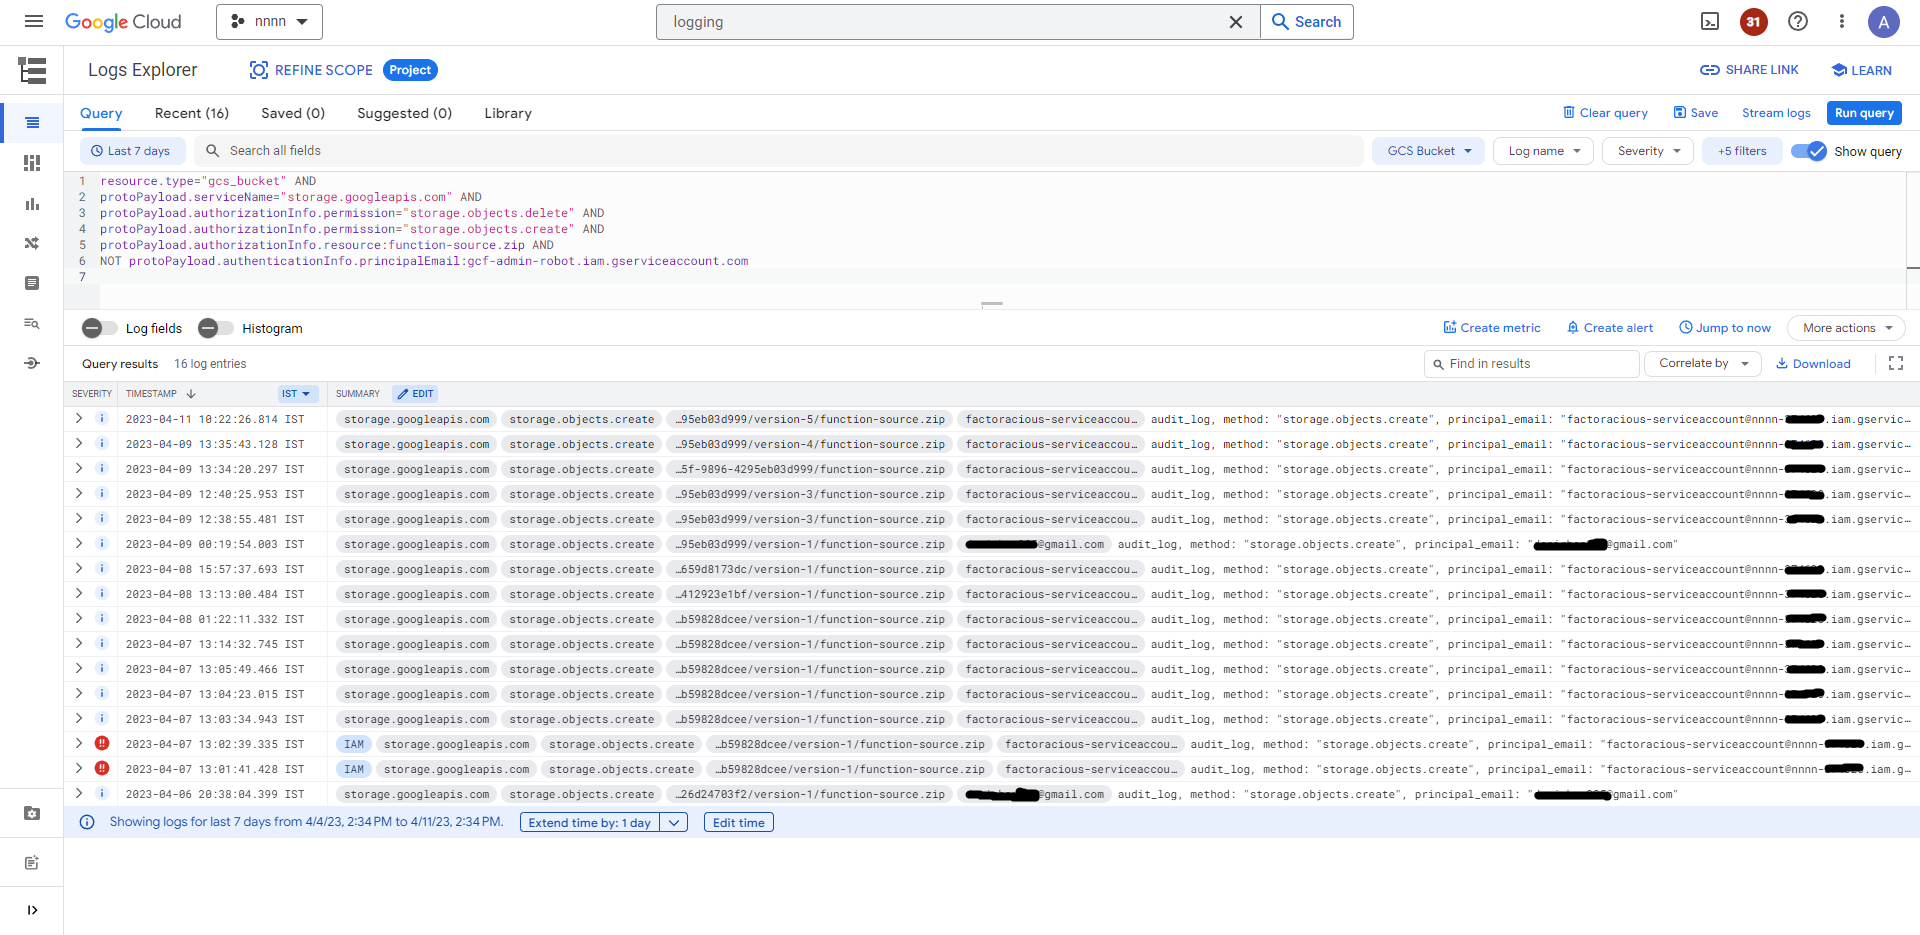 Google Cloud nnnn logging Search 31 A
Logs Explorer REFINE SCOPE Project SHARE LINK LEARN
Query Recent (16) Saved (0) Suggested (0) Library Clear query Save Stream logs Run query
Last 7 days Search all fields GCS Bucket Log name Severity +5 filters Show query
1 resource.type="gcs_bucket" AND
2 protoPayload.serviceName="storage.googleapis.com" AND
3 protoPayload.authorizationInfo.permission="storage.objects.delete" AND
4 protoPayload.authorizationInfo.permission="storage.objects.create" AND
5 protoPayload.authorizationInfo.resource:function-source.zip AND
6 NOT protoPayload.authenticationInfo.principalEmail:gcf-admin-robot.iam.gserviceaccount.com
7
Log fields Histogram Create metric Create alert Jump to now More actions
Query results 16 log entries Find in results Correlate by Download
SEVERITY TIMESTAMP IST SUMMARY EDIT
2023-04-11 10:22:26.814 IST storage.googleapis.com storage.objects.create …95eb03d999/version-5/function-source.zip factoracious-serviceaccou… audit_log, method: "storage.objects.create", principal_email: "factoracious-serviceaccount@nnnn- .iam.gservic…
2023-04-09 13:35:43.128 IST storage.googleapis.com storage.objects.create …95eb03d999/version-4/function-source.zip factoracious-serviceaccou… audit_log, method: "storage.objects.create", principal_email: "factoracious-serviceaccount@nnnn- .iam.gservic…
2023-04-09 13:34:20.297 IST storage.googleapis.com storage.objects.create …5f-9896-4295eb03d999/function-source.zip factoracious-serviceaccou… audit_log, method: "storage.objects.create", principal_email: "factoracious-serviceaccount@nnnn- .iam.gservic…
2023-04-09 12:40:25.953 IST storage.googleapis.com storage.objects.create …95eb03d999/version-3/function-source.zip factoracious-serviceaccou… audit_log, method: "storage.objects.create", principal_email: "factoracious-serviceaccount@nnnn- .iam.gservic…
2023-04-09 12:38:55.481 IST storage.googleapis.com storage.objects.create …95eb03d999/version-3/function-source.zip factoracious-serviceaccou… audit_log, method: "storage.objects.create", principal_email: "factoracious-serviceaccount@nnnn- .iam.gservic…
2023-04-09 00:19:54.003 IST storage.googleapis.com storage.objects.create …95eb03d999/version-1/function-source.zip @gmail.com audit_log, method: "storage.objects.create", principal_email: " @gmail.com"
2023-04-08 15:57:37.693 IST storage.googleapis.com storage.objects.create …659d8173dc/version-1/function-source.zip factoracious-serviceaccou… audit_log, method: "storage.objects.create", principal_email: "factoracious-serviceaccount@nnnn- .iam.gservic…
2023-04-08 13:13:00.484 IST storage.googleapis.com storage.objects.create …412923e1bf/version-1/function-source.zip factoracious-serviceaccou… audit_log, method: "storage.objects.create", principal_email: "factoracious-serviceaccount@nnnn- .iam.gservic…
2023-04-08 01:22:11.332 IST storage.googleapis.com storage.objects.create …b59828dcee/version-1/function-source.zip factoracious-serviceaccou… audit_log, method: "storage.objects.create", principal_email: "factoracious-serviceaccount@nnnn- .iam.gservic…
2023-04-07 13:14:32.745 IST storage.googleapis.com storage.objects.create …b59828dcee/version-1/function-source.zip factoracious-serviceaccou… audit_log, method: "storage.objects.create", principal_email: "factoracious-serviceaccount@nnnn- .iam.gservic…
2023-04-07 13:05:49.466 IST storage.googleapis.com storage.objects.create …b59828dcee/version-1/function-source.zip factoracious-serviceaccou… audit_log, method: "storage.objects.create", principal_email: "factoracious-serviceaccount@nnnn- .iam.gservic…
2023-04-07 13:04:23.015 IST storage.googleapis.com storage.objects.create …b59828dcee/version-1/function-source.zip factoracious-serviceaccou… audit_log, method: "storage.objects.create", principal_email: "factoracious-serviceaccount@nnnn- .iam.gservic…
2023-04-07 13:03:34.943 IST storage.googleapis.com storage.objects.create …b59828dcee/version-1/function-source.zip factoracious-serviceaccou… audit_log, method: "storage.objects.create", principal_email: "factoracious-serviceaccount@nnnn- .iam.gservic…
2023-04-07 13:02:39.335 IST IAM storage.googleapis.com storage.objects.create …b59828dcee/version-1/function-source.zip factoracious-serviceaccou… audit_log, method: "storage.objects.create", principal_email: "factoracious-serviceaccount@nnnn- .iam.g…
2023-04-07 13:01:41.428 IST IAM storage.googleapis.com storage.objects.create …b59828dcee/version-1/function-source.zip factoracious-serviceaccou… audit_log, method: "storage.objects.create", principal_email: "factoracious-serviceaccount@nnnn- .iam.g…
2023-04-06 20:38:04.399 IST storage.googleapis.com storage.objects.create …26d24703f2/version-1/function-source.zip @gmail.com audit_log, method: "storage.objects.create", principal_email: " @gmail.com"
Showing logs for last 7 days from 4/4/23, 2:34 PM to 4/11/23, 2:34 PM. Extend time by: 1 day Edit time